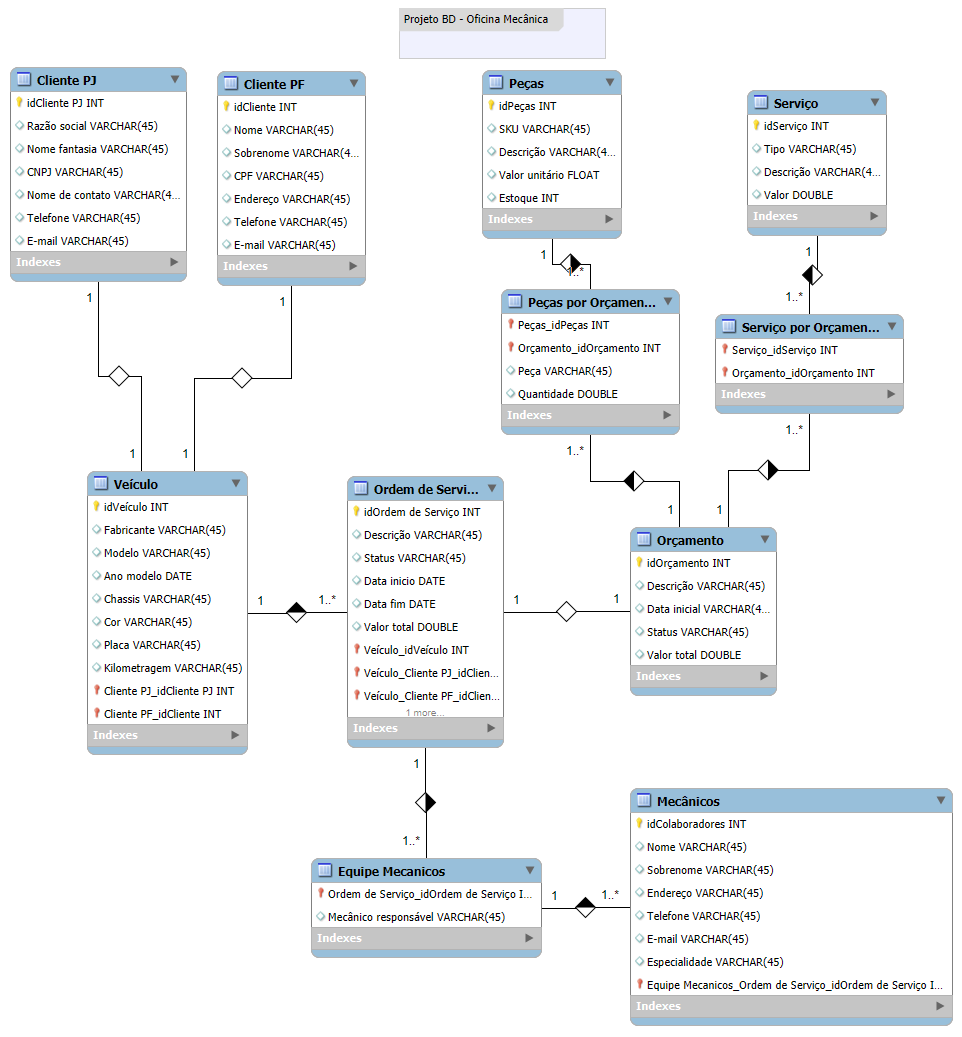 Projeto BD - Oficina Mecânica
Cliente PJ
idCliente PJ INT
Razão social VARCHAR(45)
Nome fantasia VARCHAR(45)
CNPJ VARCHAR(45)
Nome de contato VARCHAR(4...
Telefone VARCHAR(45)
E-mail VARCHAR(45)
Indexes
Cliente PF
idCliente INT
Nome VARCHAR(45)
Sobrenome VARCHAR(4...
CPF VARCHAR(45)
Endereço VARCHAR(45)
Telefone VARCHAR(45)
E-mail VARCHAR(45)
Indexes
Peças
idPeças INT
SKU VARCHAR(45)
Descrição VARCHAR(4...
Valor unitário FLOAT
Estoque INT
Indexes
Serviço
idServiço INT
Tipo VARCHAR(45)
Descrição VARCHAR(4...
Valor DOUBLE
Indexes
1
1..*
1
1..*
1
1
Peças por Orçamen...
Peças_idPeças INT
Orçamento_idOrçamento INT
Peça VARCHAR(45)
Quantidade DOUBLE
Indexes
Serviço por Orçamen...
Serviço_idServiço INT
Orçamento_idOrçamento INT
Indexes
1
1
1..*
1
1..*
1
Veículo
idVeículo INT
Fabricante VARCHAR(45)
Modelo VARCHAR(45)
Ano modelo DATE
Chassis VARCHAR(45)
Cor VARCHAR(45)
Placa VARCHAR(45)
Kilometragem VARCHAR(45)
Cliente PJ_idCliente PJ INT
Cliente PF_idCliente INT
Indexes
1
1..*
Ordem de Servi...
idOrdem de Serviço INT
Descrição VARCHAR(45)
Status VARCHAR(45)
Data inicio DATE
Data fim DATE
Valor total DOUBLE
Veículo_idVeículo INT
Veículo_Cliente PJ_idClien...
Veículo_Cliente PF_idClien...
1 more...
Indexes
1
1
Orçamento
idOrçamento INT
Descrição VARCHAR(45)
Data inicial VARCHAR(4...
Status VARCHAR(45)
Valor total DOUBLE
Indexes
1
1..*
Equipe Mecanicos
Ordem de Serviço_idOrdem de Serviço I...
Mecânico responsável VARCHAR(45)
Indexes
1
1..*
Mecânicos
idColaboradores INT
Nome VARCHAR(45)
Sobrenome VARCHAR(45)
Endereço VARCHAR(45)
Telefone VARCHAR(45)
E-mail VARCHAR(45)
Especialidade VARCHAR(45)
Equipe Mecanicos_Ordem de Serviço_idOrdem de Serviço I...
Indexes